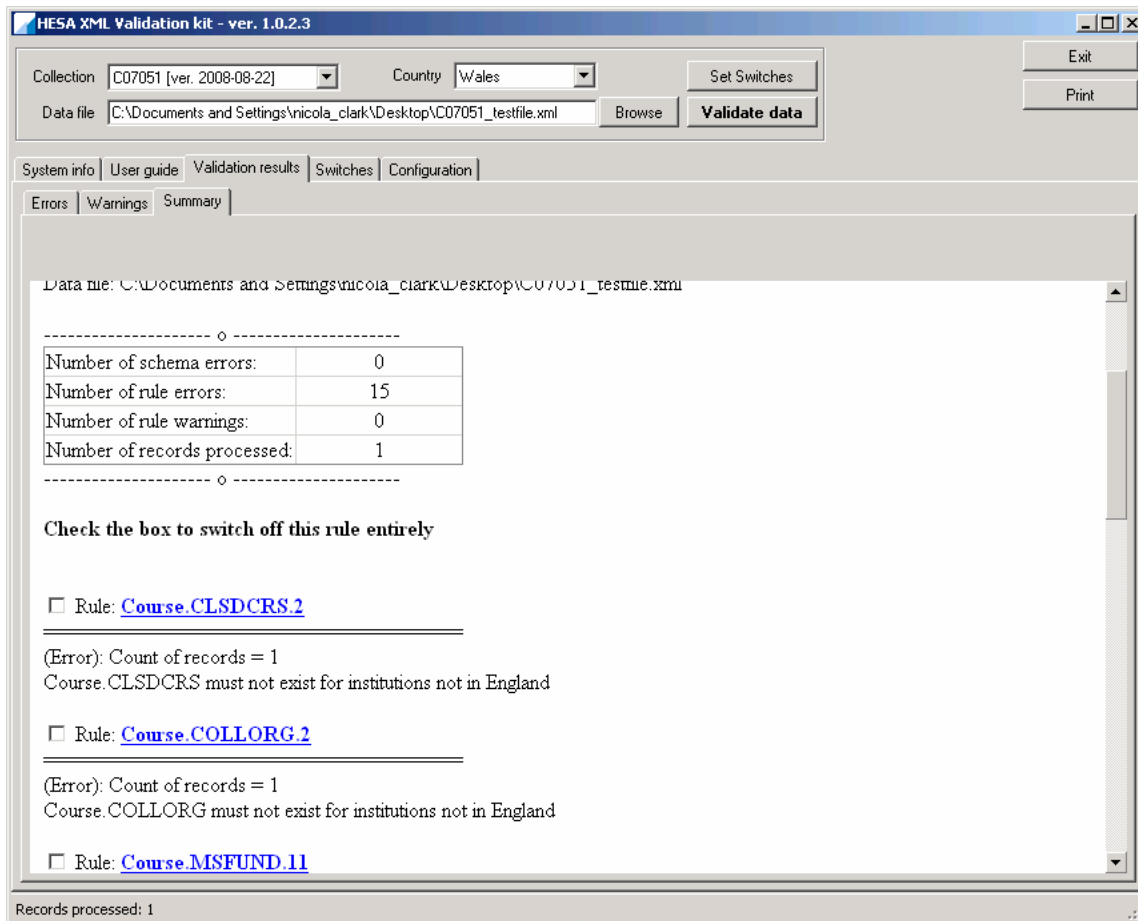 HESA XML Validation kit - ver. 1.0.2.3
Exit
Collection C07051 [ver. 2008-08-22] Country Wales Set Switches
Print
Data file C:\Documents and Settings\nicola_clark\Desktop\C07051_testfile.xml Browse Validate data
System info User guide Validation results Switches Configuration
Errors Warnings Summary
Data file: C:\Documents and Settings\nicola_clark\Desktop\C07051_testfile.xml
--------------------- o ---------------------
Number of schema errors: 0
Number of rule errors: 15
Number of rule warnings: 0
Number of records processed: 1
--------------------- o ---------------------
Check the box to switch off this rule entirely
Rule: Course.CLSDCRS.2
(Error): Count of records = 1
Course.CLSDCRS must not exist for institutions not in England
Rule: Course.COLLORG.2
(Error): Count of records = 1
Course.COLLORG must not exist for institutions not in England
Rule: Course.MSFUND.11
Records processed: 1